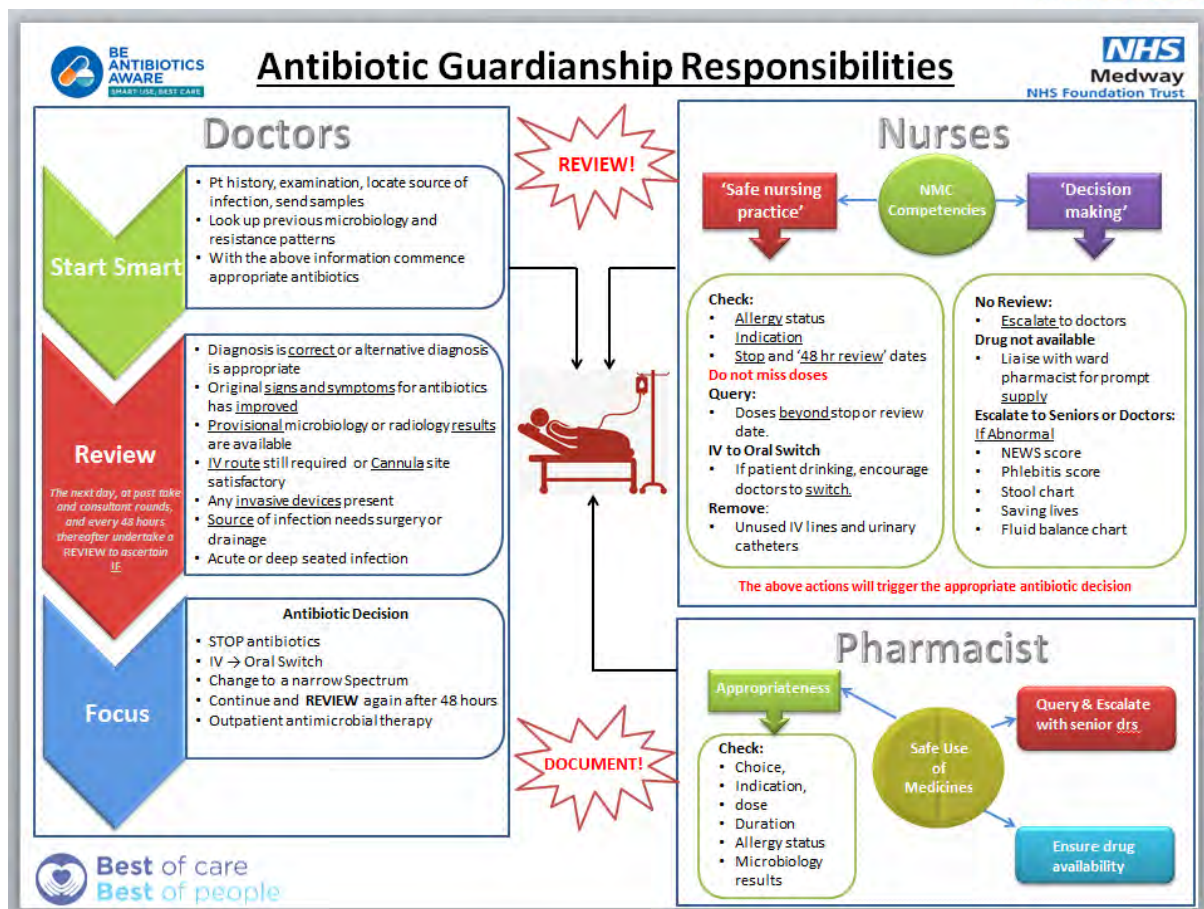 BE
ANTIBIOTICS
AWARE
SMART USE, BEST CARE
Antibiotic Guardianship Responsibilities
NHS
Medway
NHS Foundation Trust
Doctors
Start Smart
• Pt history, examination, locate source of
infection, send samples
• Look up previous microbiology and
resistance patterns
• With the above information commence
appropriate antibiotics
Review
The next day, at post take
and consultant rounds,
and every 48 hours
thereafter undertake a
REVIEW to ascertain
IF
• Diagnosis is correct or alternative diagnosis
is appropriate
• Original signs and symptoms for antibiotics
has improved
• Provisional microbiology or radiology results
are available
• IV route still required or Cannula site
satisfactory
• Any invasive devices present
• Source of infection needs surgery or
drainage
• Acute or deep seated infection
Focus
Antibiotic Decision
• STOP antibiotics
• IV → Oral Switch
• Change to a narrow Spectrum
• Continue and REVIEW again after 48 hours
• Outpatient antimicrobial therapy
REVIEW!
DOCUMENT!
Nurses
'Safe nursing
practice'
NMC
Competencies
'Decision
making'
Check:
• Allergy status
• Indication
• Stop and '48 hr review' dates
Do not miss doses
Query:
• Doses beyond stop or review
date.
IV to Oral Switch
• If patient drinking, encourage
doctors to switch.
Remove:
• Unused IV lines and urinary
catheters
No Review:
• Escalate to doctors
Drug not available
• Liaise with ward
pharmacist for prompt
supply
Escalate to Seniors or Doctors:
If Abnormal
• NEWS score
• Phlebitis score
• Stool chart
• Saving lives
• Fluid balance chart
The above actions will trigger the appropriate antibiotic decision
Pharmacist
Appropriateness
Check:
• Choice,
• Indication,
• dose
• Duration
• Allergy status
• Microbiology
results
Safe Use
of
Medicines
Query & Escalate
with senior drs
Ensure drug
availability
Best of care
Best of people